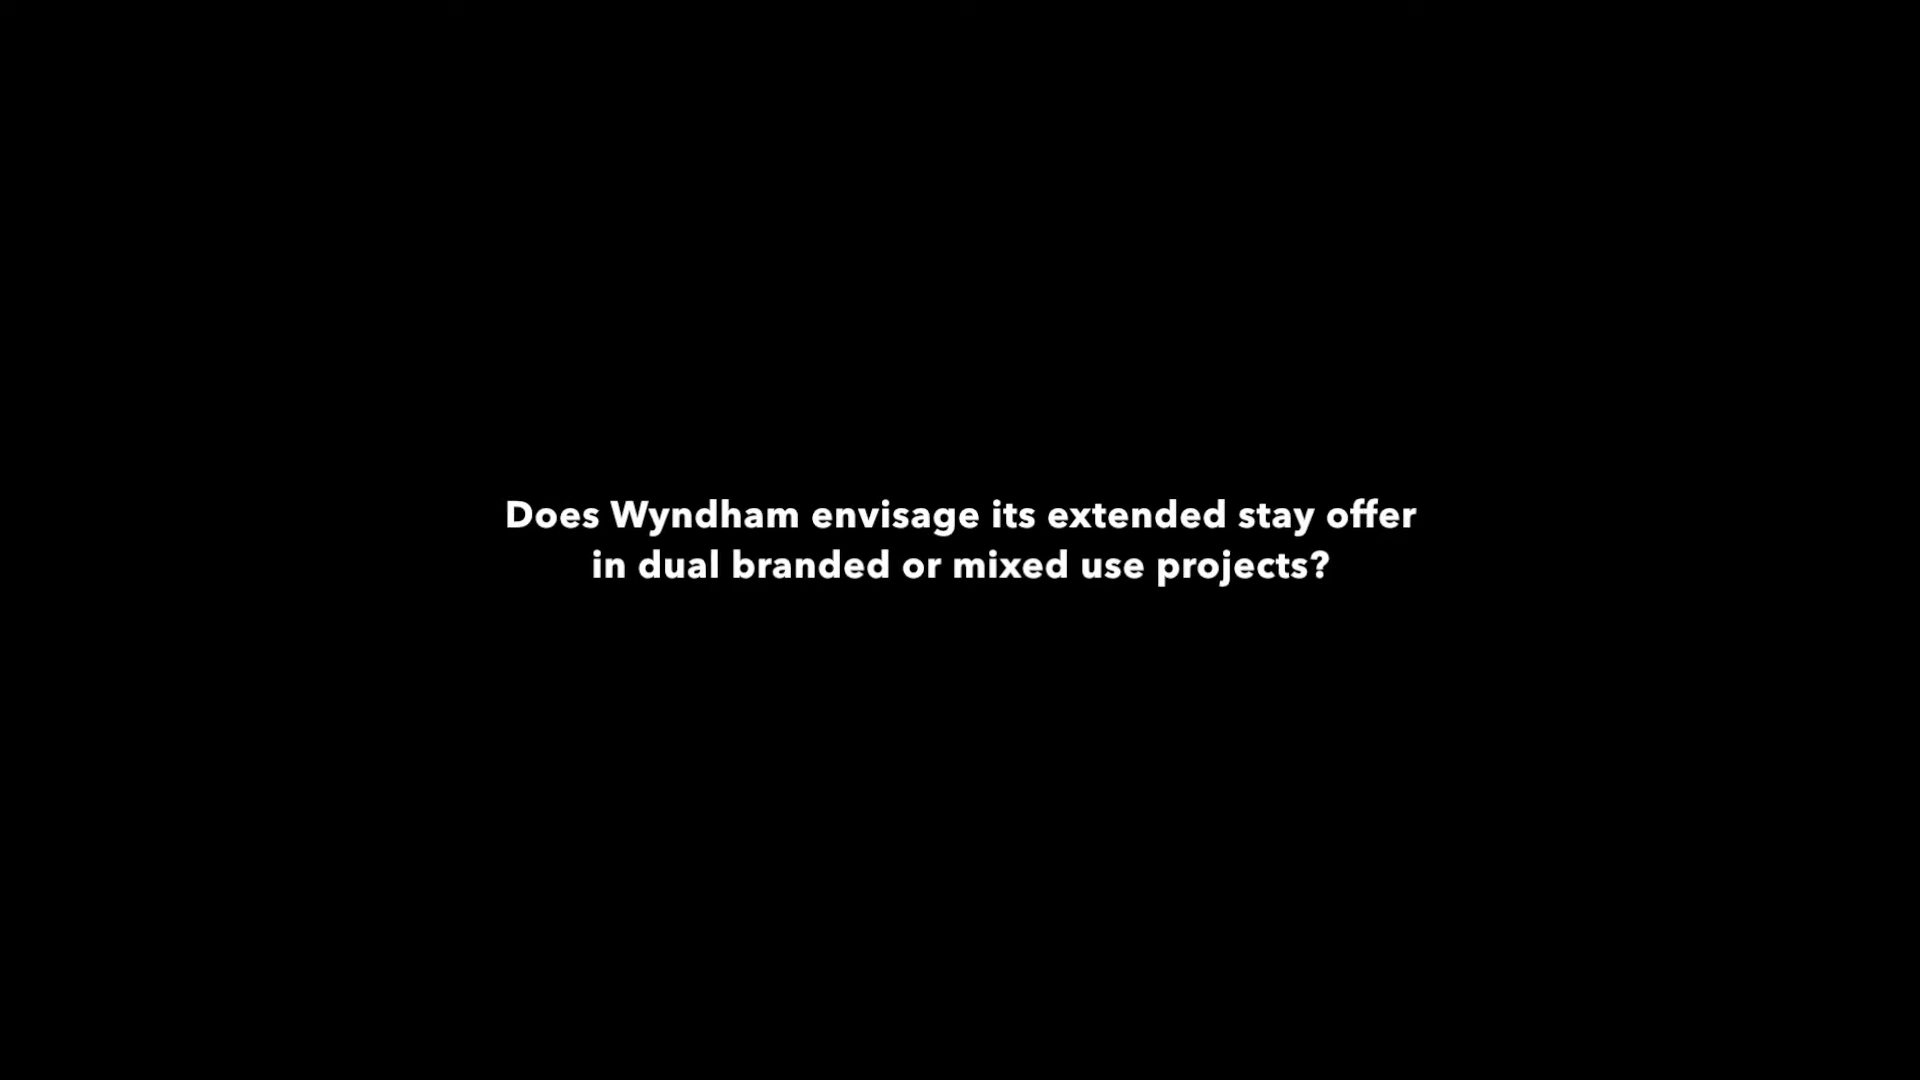 Does Wyndham envisage its extended stay offer
in dual branded or mixed use projects?